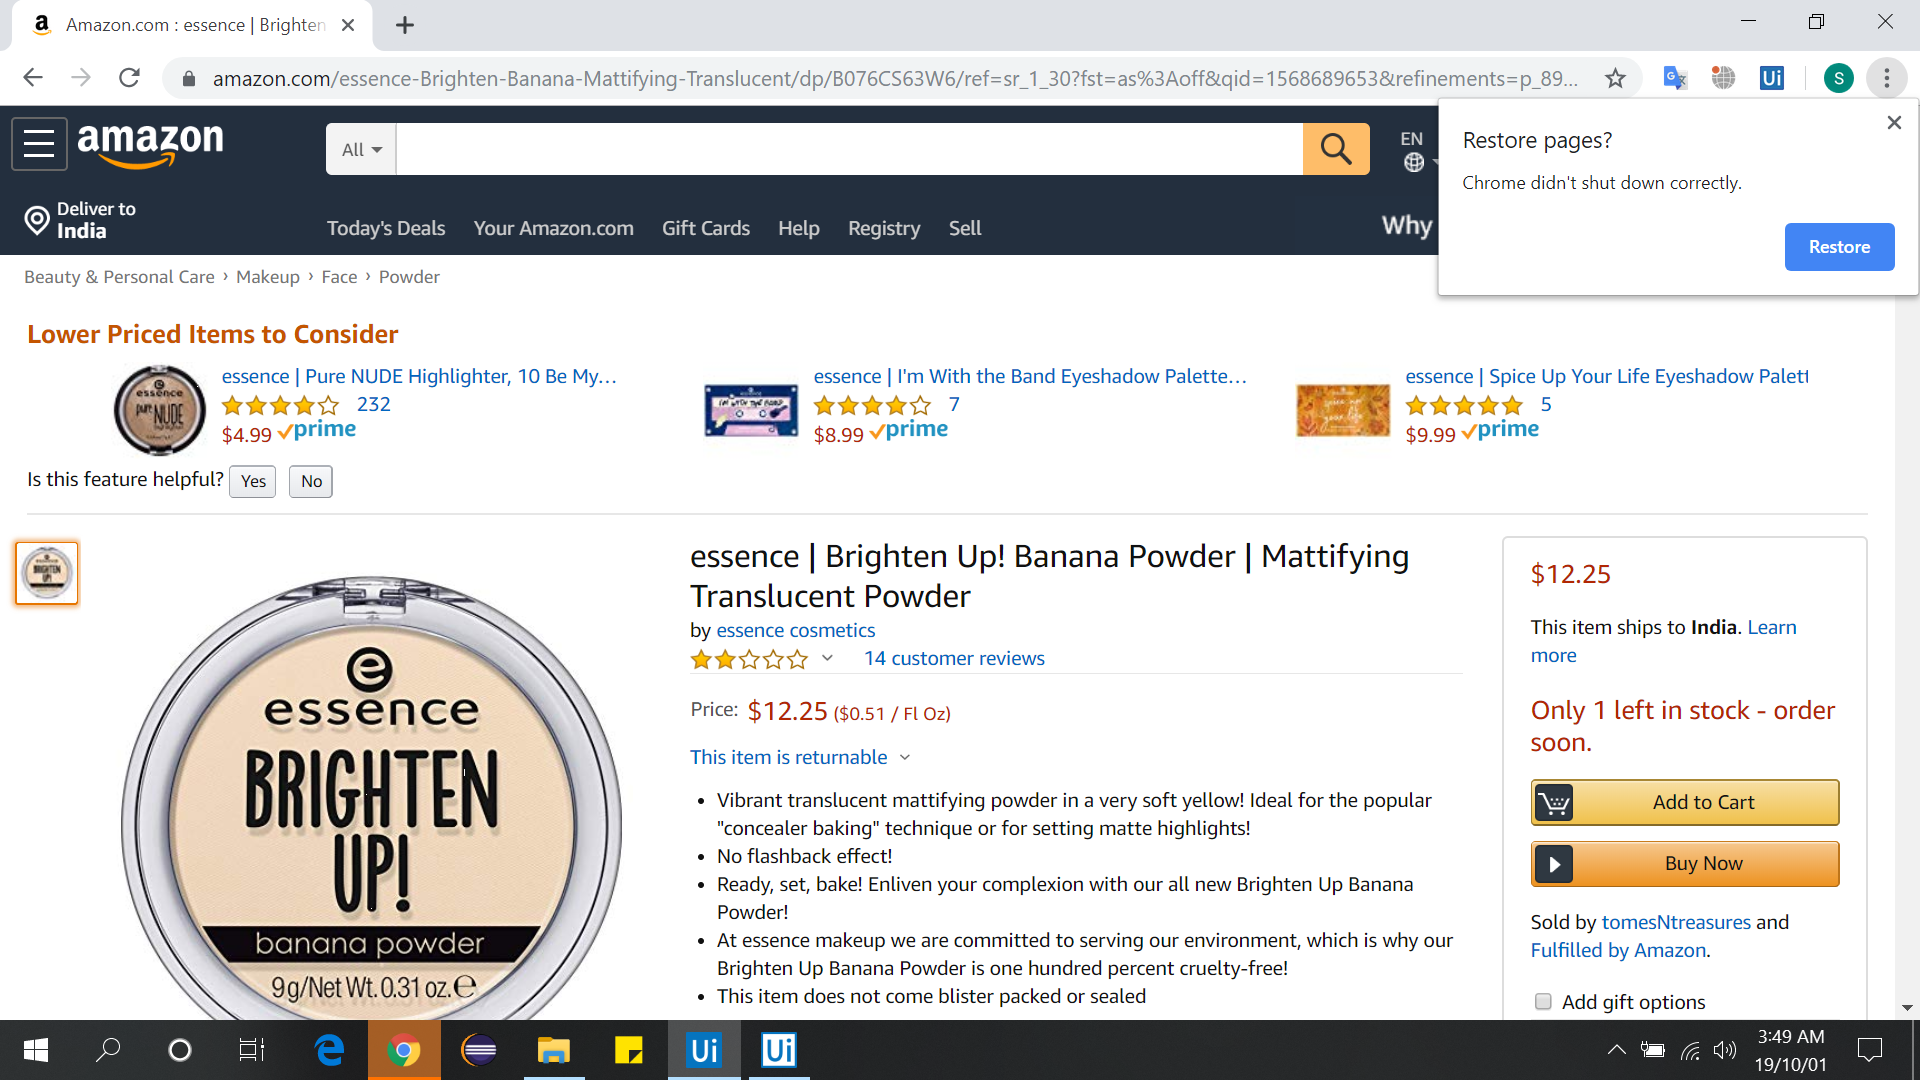 Amazon.com : essence | Brighten
amazon.com/essence-Brighten-Banana-Mattifying-Translucent/dp/B076CS63W6/ref=sr_1_30?fst=as%3Aoff&qid=1568689653&refinements=p_89...
Ui
S
amazon
All
EN
Restore pages?
Chrome didn't shut down correctly.
Restore
Deliver to
India
Today's Deals Your Amazon.com Gift Cards Help Registry Sell
Why
Beauty & Personal Care › Makeup › Face › Powder
Lower Priced Items to Consider
essence
pure NUDE
essence | Pure NUDE Highlighter, 10 Be My...
232
$4.99 prime
essence | I'm With the Band Eyeshadow Palette...
7
$8.99 prime
essence | Spice Up Your Life Eyeshadow Palett
5
$9.99 prime
Is this feature helpful? Yes No
essence | Brighten Up! Banana Powder | Mattifying
Translucent Powder
by essence cosmetics
14 customer reviews
Price: $12.25 ($0.51 / Fl Oz)
This item is returnable
• Vibrant translucent mattifying powder in a very soft yellow! Ideal for the popular
"concealer baking" technique or for setting matte highlights!
• No flashback effect!
• Ready, set, bake! Enliven your complexion with our all new Brighten Up Banana
Powder!
• At essence makeup we are committed to serving our environment, which is why our
Brighten Up Banana Powder is one hundred percent cruelty-free!
• This item does not come blister packed or sealed
BRIGHTEN
UP!
essence
BRIGHTEN
UP!
banana powder
9g/Net Wt. 0.31 oz.℮
$12.25
This item ships to India. Learn
more
Only 1 left in stock - order
soon.
Add to Cart
Buy Now
Sold by tomesNtreasures and
Fulfilled by Amazon.
Add gift options
Ui
Ui
3:49 AM
19/10/01